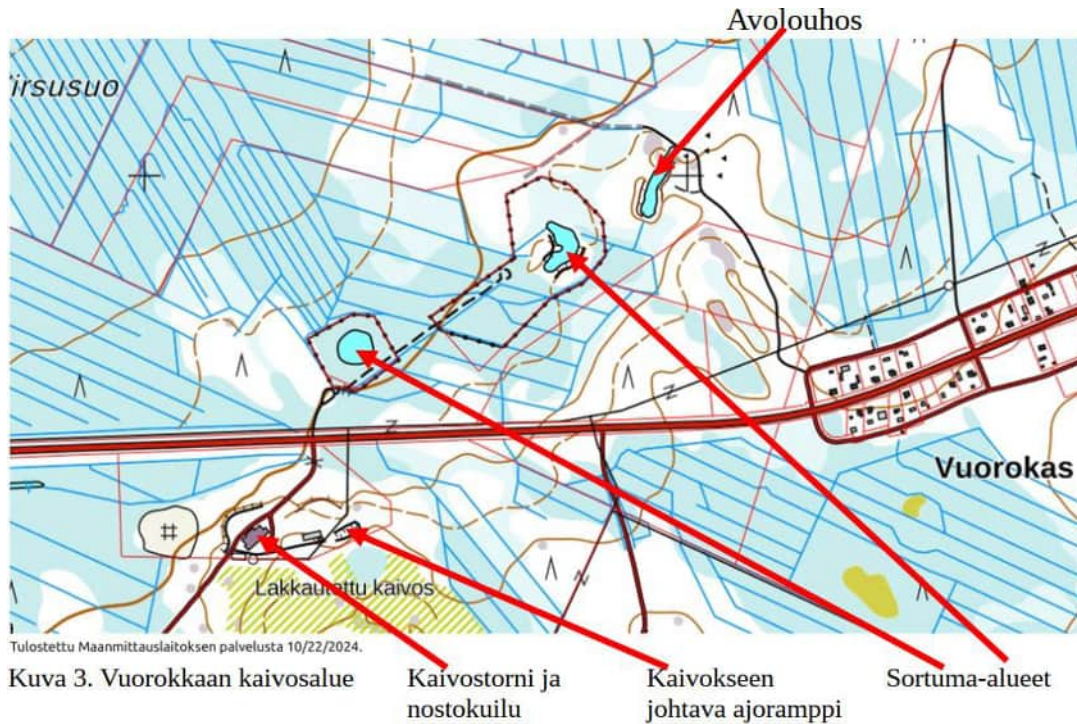 Avolouhos
irsusuo
Vuorokas
Lakkautettu kaivos
Tulostettu Maanmittauslaitoksen palvelusta 10/22/2024.
Kuva 3. Vuorokkaan kaivosalue
Kaivostorni ja
nostokuilu
Kaivokseen
johtava ajoramppi
Sortuma-alueet